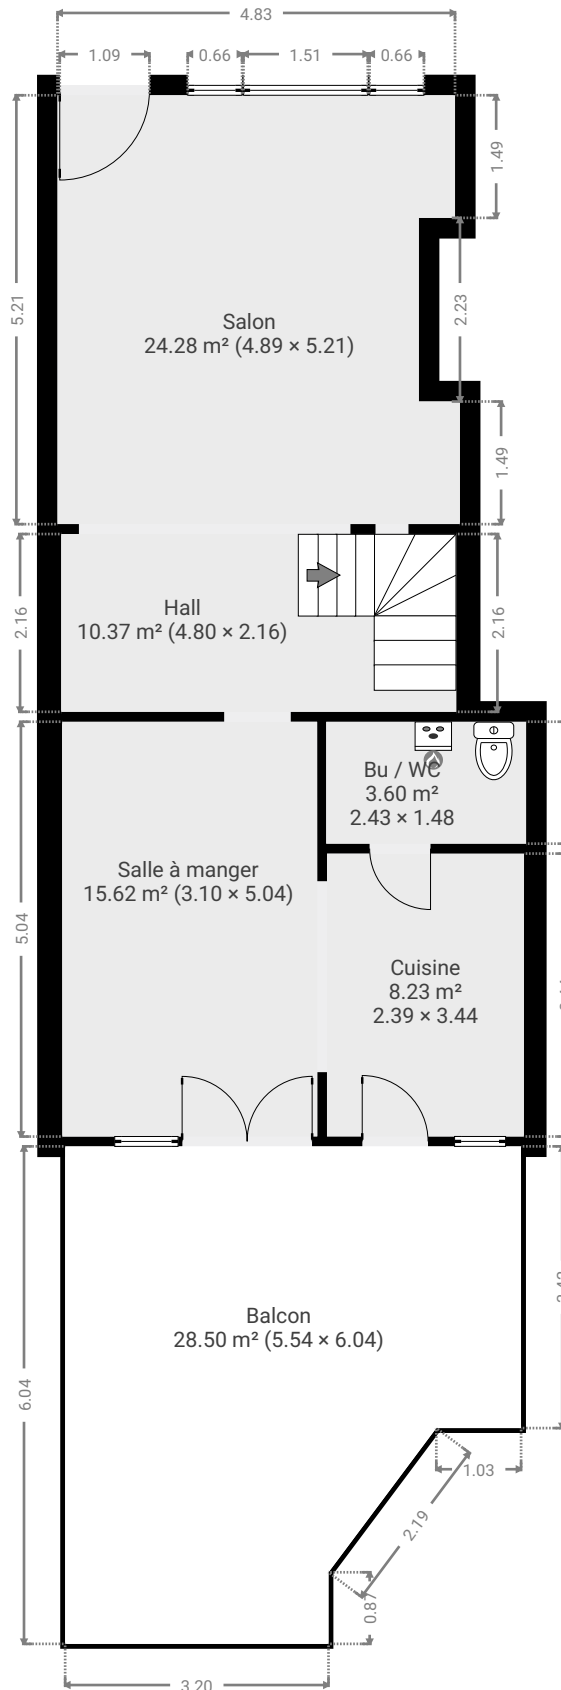 4.83
1.09
0.66
1.51
0.66
1.49
5.21
2.23
Salon
24.28 m² (4.89 × 5.21)
1.49
2.16
Hall
10.37 m² (4.80 × 2.16)
2.16
Bu / WC
3.60 m²
2.43 × 1.48
Salle à manger
15.62 m² (3.10 × 5.04)
5.04
Cuisine
8.23 m²
2.39 × 3.44
Balcon
28.50 m² (5.54 × 6.04)
6.04
1.03
2.19
0.87
3.20